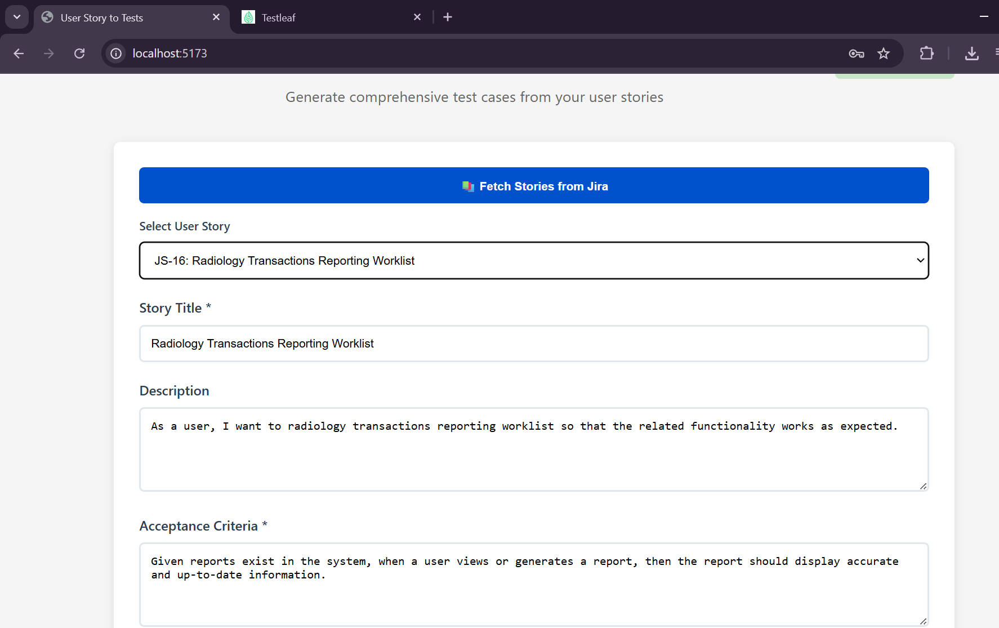 User Story to Tests
Testleaf
localhost:5173
Generate comprehensive test cases from your user stories
Fetch Stories from Jira
Select User Story
JS-16: Radiology Transactions Reporting Worklist
Story Title *
Radiology Transactions Reporting Worklist
Description
As a user, I want to radiology transactions reporting worklist so that the related functionality works as expected.
Acceptance Criteria *
Given reports exist in the system, when a user views or generates a report, then the report should display accurate
and up-to-date information.